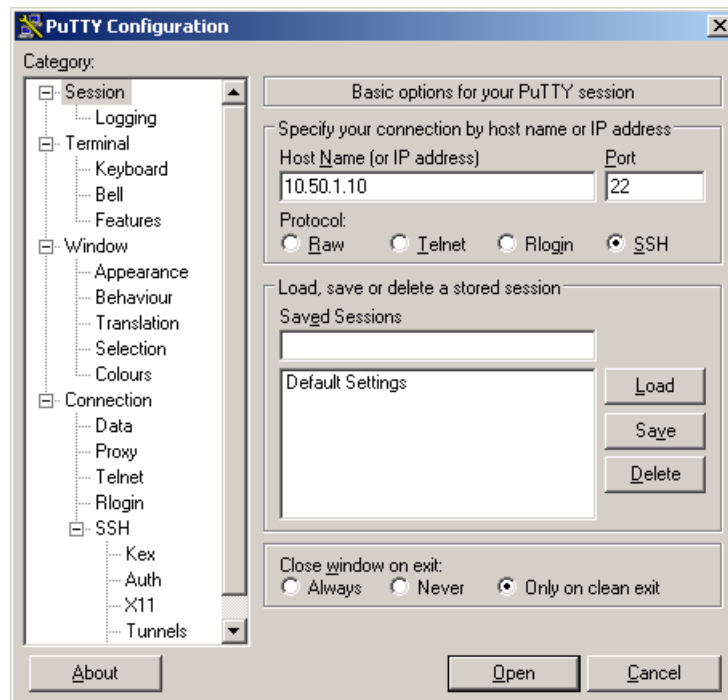 PuTTY Configuration
Category:
Session
Logging
Terminal
Keyboard
Bell
Features
Window
Appearance
Behaviour
Translation
Selection
Colours
Connection
Data
Proxy
Telnet
Rlogin
SSH
Kex
Auth
X11
Tunnels
Basic options for your PuTTY session
Specify your connection by host name or IP address
Host Name (or IP address) Port
10.50.1.10 22
Protocol:
Raw Telnet Rlogin SSH
Load, save or delete a stored session
Saved Sessions
Default Settings
Load
Save
Delete
Close window on exit:
Always Never Only on clean exit
About Open Cancel